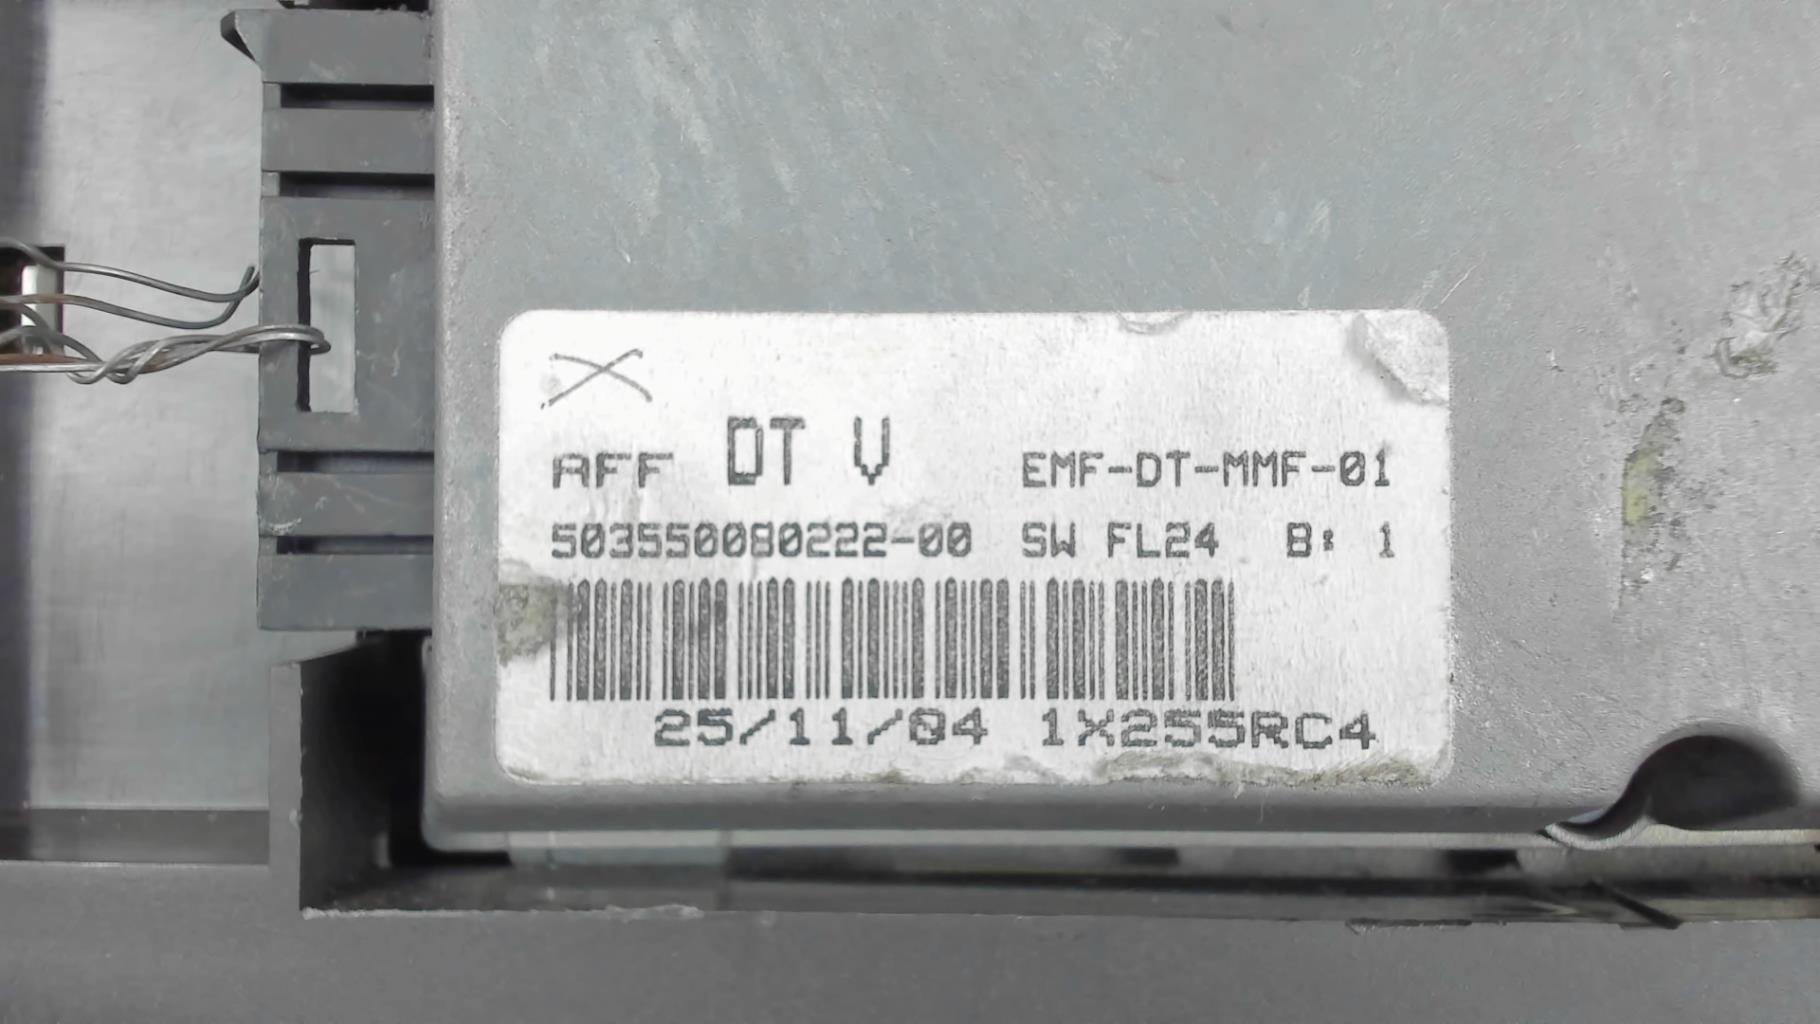 AFF DT V EMF-DT-MMF-01
503550080222-00 SW FL24 B: 1
25/11/04 1X255RC4